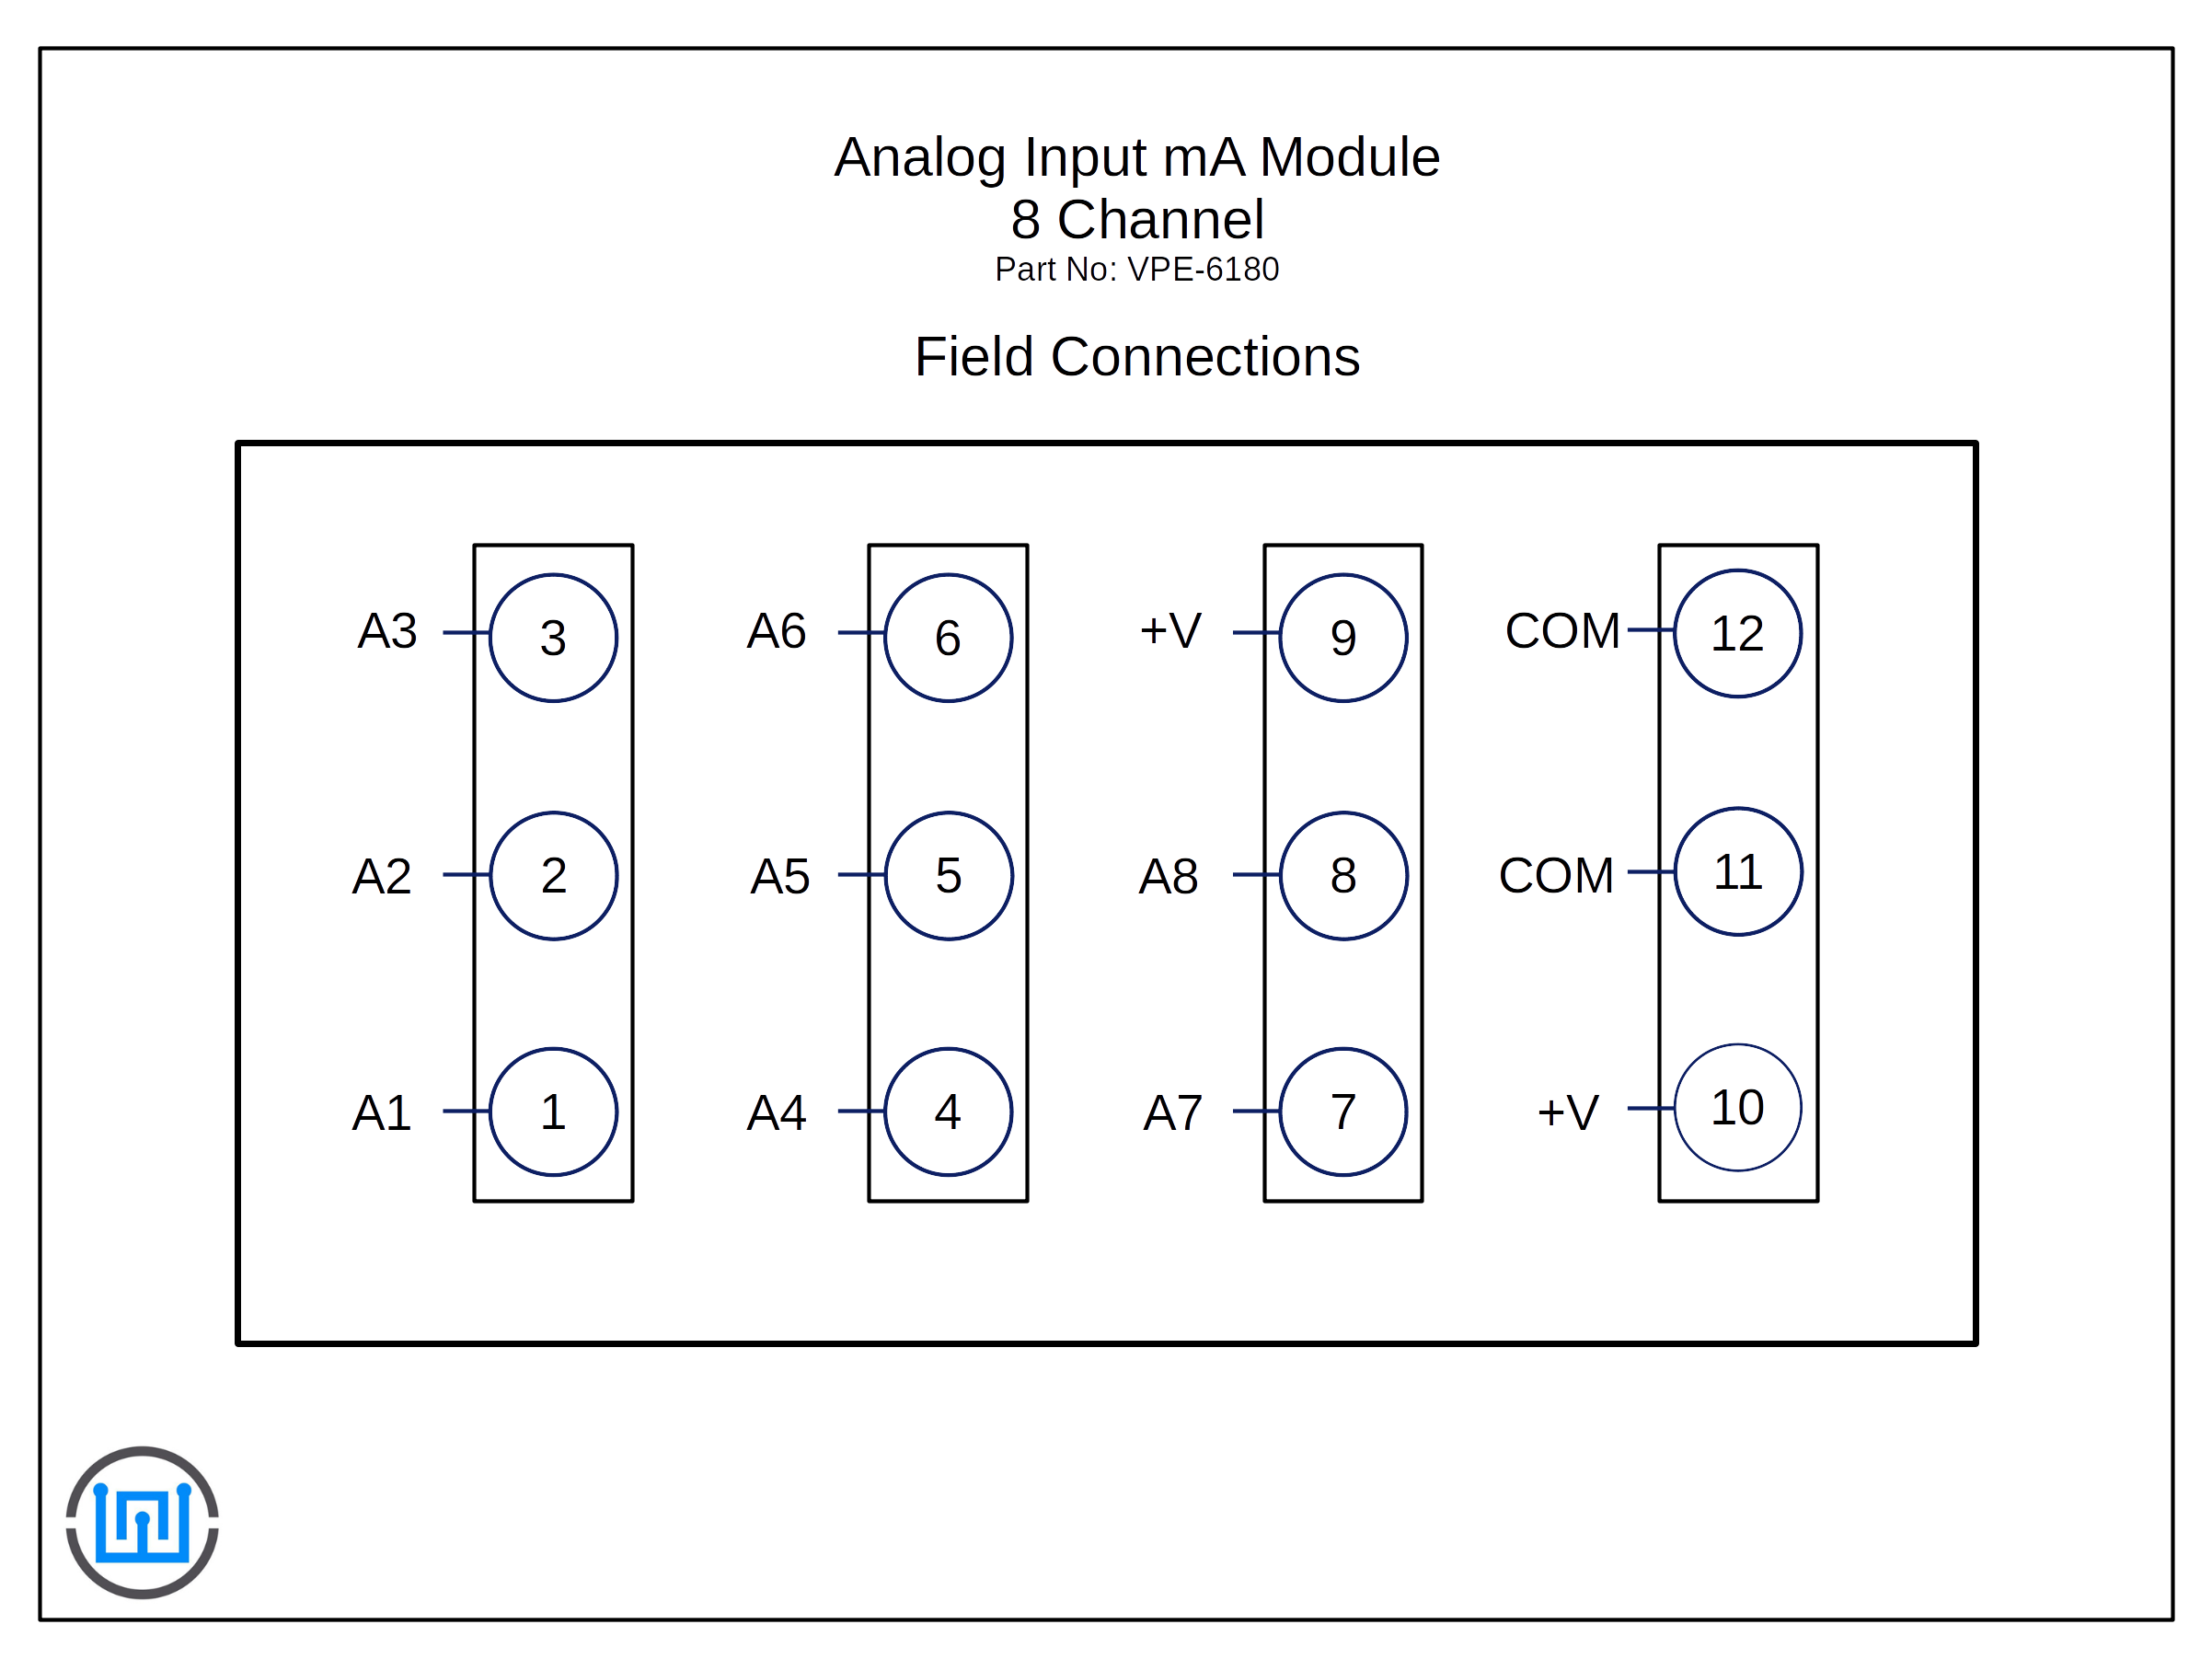 Analog Input mA Module
8 Channel
Part No: VPE-6180
Field Connections
A3 3 A6 6 +V 9 COM 12
A2 2 A5 5 A8 8 COM 11
A1 1 A4 4 A7 7 +V 10